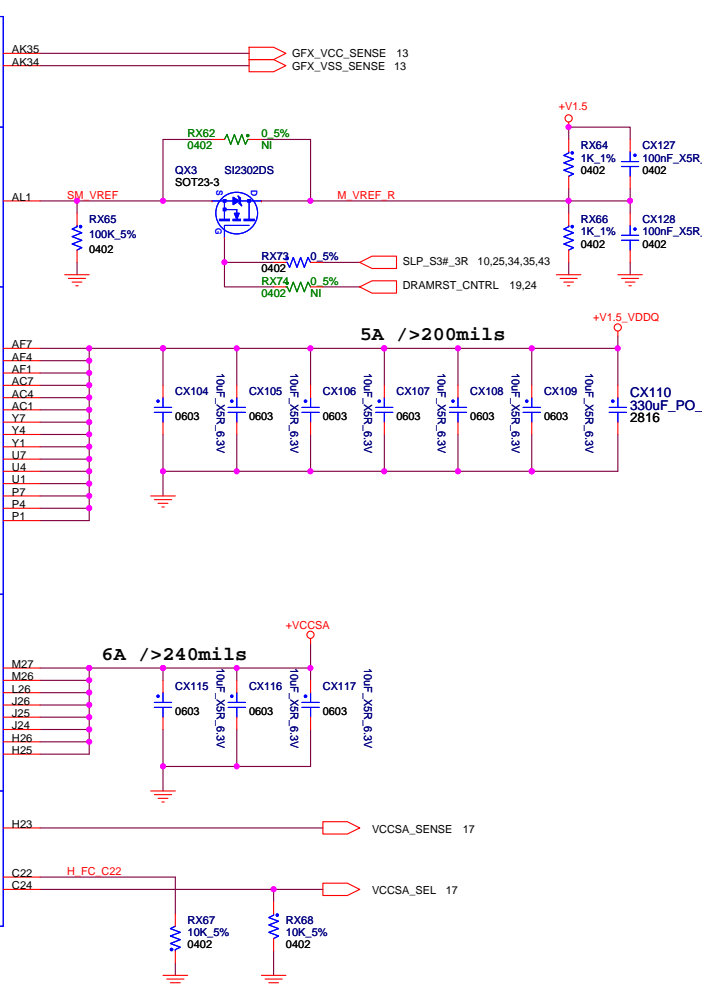 AK35
GFX_VCC_SENSE 13
AK34
GFX_VSS_SENSE 13
+V1.5
RX62 0_5%
0402 NI
QX3 SI2302DS
SOT23-3
S D
G
RX64
1K_1%
0402
CX127
100nF_X5R_
0402
AL1
SM_VREF
M_VREF_R
RX65
100K_5%
0402
RX66
1K_1%
0402
CX128
100nF_X5R_
0402
RX73 0_5%
0402
SLP_S3#_3R 10,25,34,35,43
RX74 0_5%
0402 NI
DRAMRST_CNTRL 19,24
+V1.5_VDDQ
5A />200mils
AF7
AF4
AF1
AC7
AC4
AC1
Y7
Y4
Y1
U7
U4
U1
P7
P4
P1
CX104
0603
10uF_X5R_6.3V
CX105
0603
10uF_X5R_6.3V
CX106
0603
10uF_X5R_6.3V
CX107
0603
10uF_X5R_6.3V
CX108
0603
10uF_X5R_6.3V
CX109
0603
10uF_X5R_6.3V
CX110
330uF_PO_
2816
+VCCSA
6A />240mils
M27
M26
L26
J26
J25
J24
H26
H25
CX115
0603
10uF_X5R_6.3V
CX116
0603
10uF_X5R_6.3V
CX117
0603
10uF_X5R_6.3V
H23
VCCSA_SENSE 17
C22
H_FC_C22
C24
VCCSA_SEL 17
RX67
10K_5%
0402
RX68
10K_5%
0402